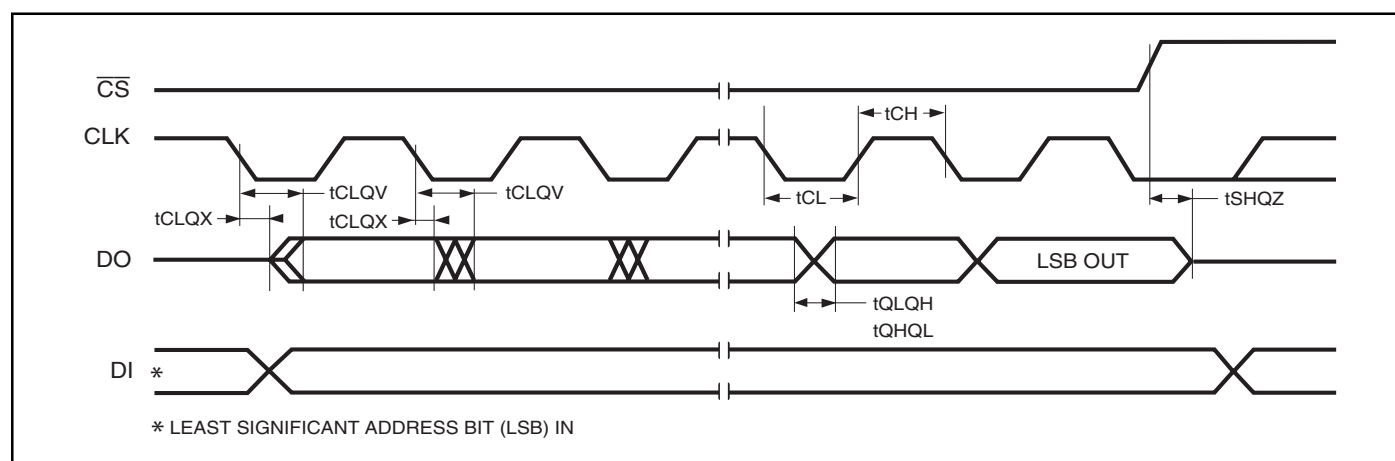 CS
CLK
tCH
tCLQV
tCLQV
tCL
tSHQZ
tCLQX
tCLQX
DO
LSB OUT
tQLQH
tQHQL
DI *
* LEAST SIGNIFICANT ADDRESS BIT (LSB) IN